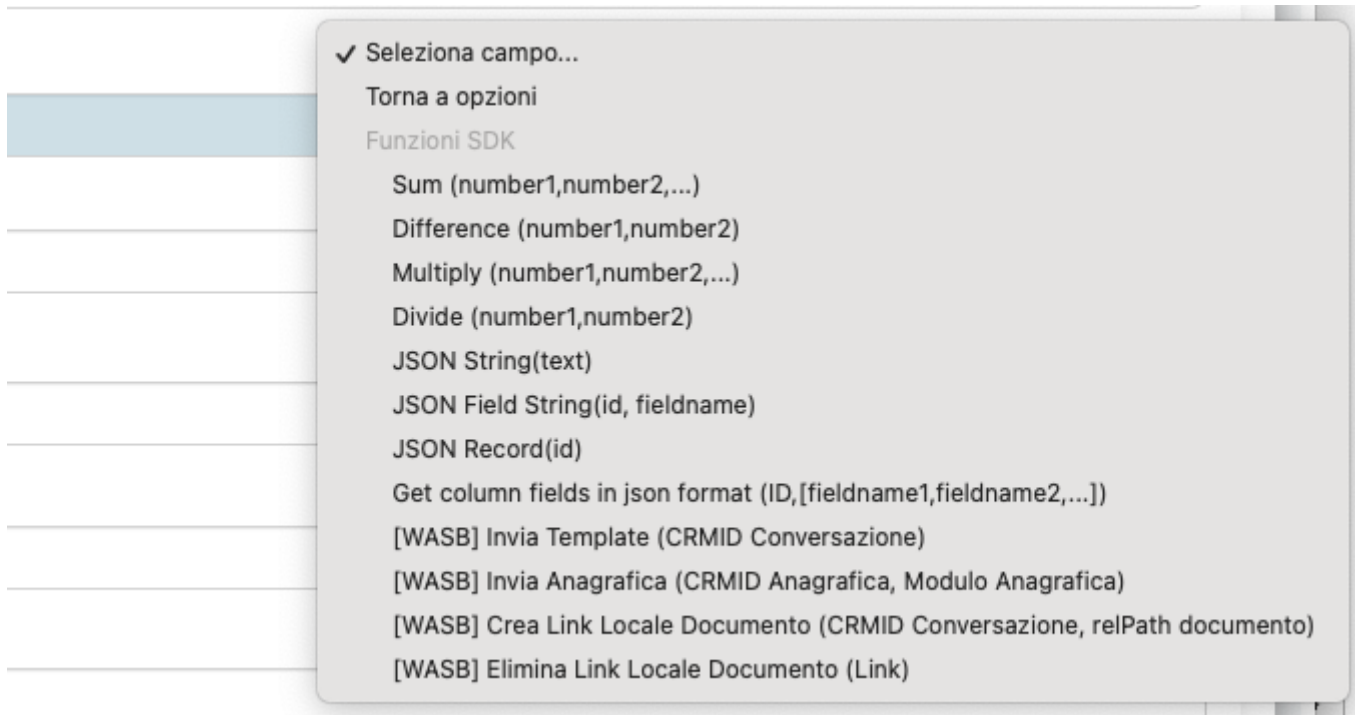 ✓ Seleziona campo...
Torna a opzioni
Funzioni SDK
Sum (number1,number2,...)
Difference (number1,number2)
Multiply (number1,number2,...)
Divide (number1,number2)
JSON String(text)
JSON Field String(id, fieldname)
JSON Record(id)
Get column fields in json format (ID,[fieldname1,fieldname2,...])
[WASB] Invia Template (CRMID Conversazione)
[WASB] Invia Anagrafica (CRMID Anagrafica, Modulo Anagrafica)
[WASB] Crea Link Locale Documento (CRMID Conversazione, relPath documento)
[WASB] Elimina Link Locale Documento (Link)